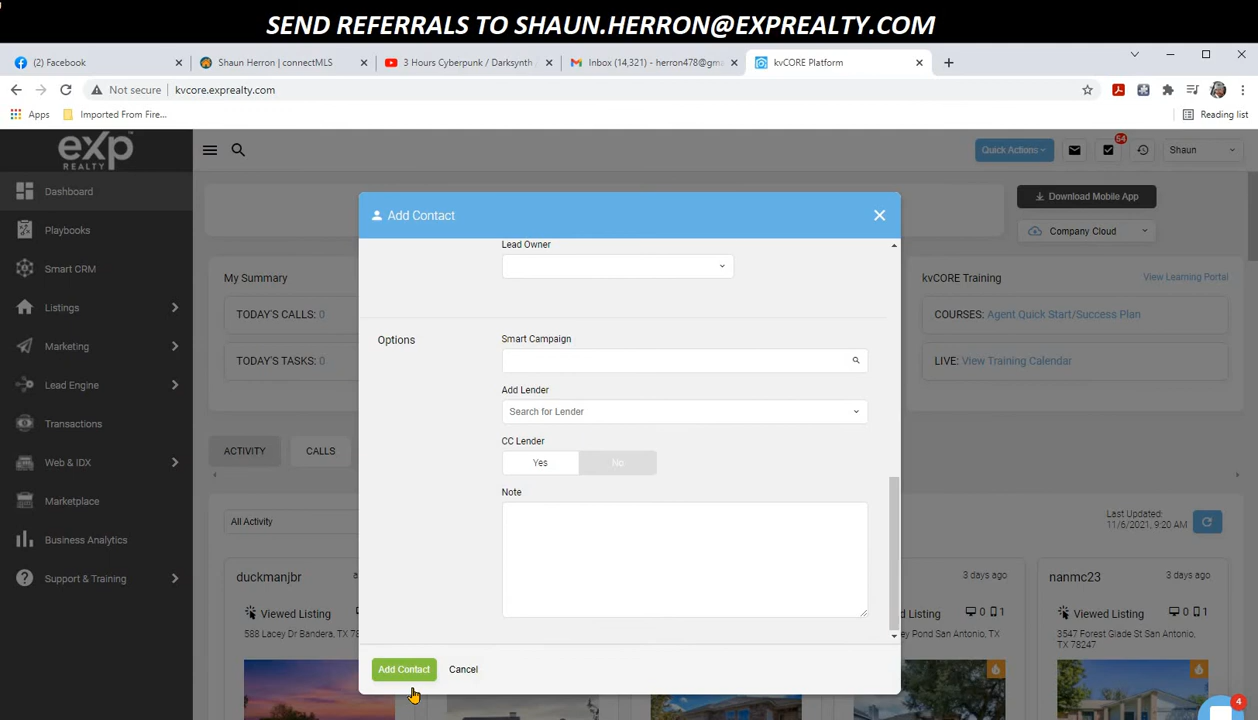 SEND REFERRALS TO SHAUN.HERRON@EXPREALTY.COM
(2) Facebook
Shaun Herron | connectMLS
3 Hours Cyberpunk / Darksynth
Inbox (14,321) - herron478@gm
kvCORE Platform
Not secure
kvcore.exprealty.com
Apps
Imported From Fire...
Reading list
exp
REALTY
Quick Actions
54
Shaun
Dashboard
Playbooks
Smart CRM
Listings
Marketing
Lead Engine
Transactions
Web & IDX
Marketplace
Business Analytics
Support & Training
Download Mobile App
Company Cloud
My Summary
TODAY'S CALLS: 0
TODAY'S TASKS: 0
kvCORE Training
View Learning Portal
COURSES: Agent Quick Start/Success Plan
LIVE: View Training Calendar
ACTIVITY
CALLS
All Activity
Last Updated:
11/6/2021, 9:20 AM
Add Contact
Lead Owner
Options
Smart Campaign
Add Lender
Search for Lender
CC Lender
Yes
No
Note
Add Contact
Cancel
duckmanjbr
Viewed Listing
588 Lacey Dr Bandera, TX
3 days ago
Listing
0 1
Pond San Antonio, TX
nanmc23
3 days ago
Viewed Listing
0 1
3547 Forest Glade St San Antonio,
TX 78247
4